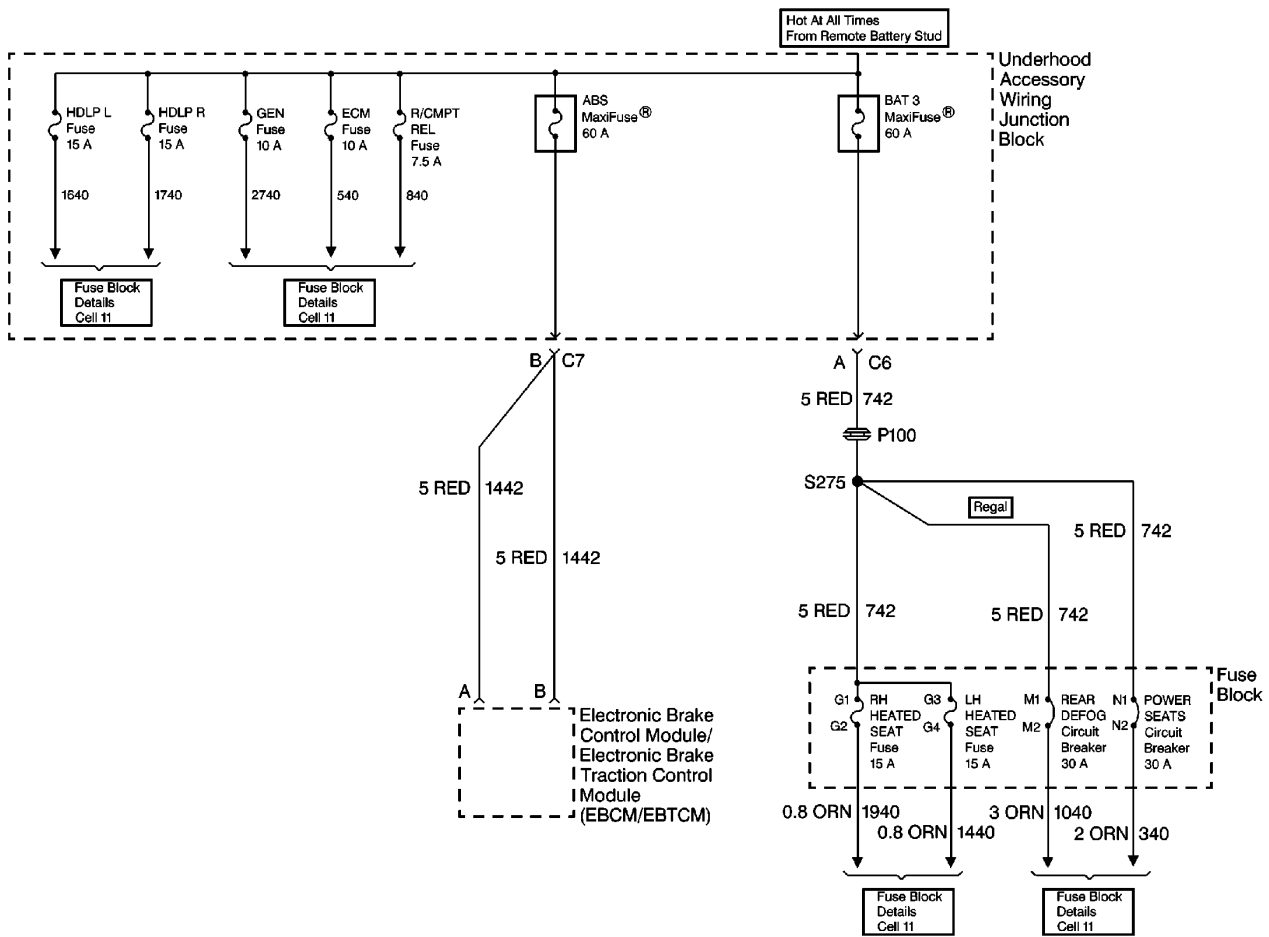 Hot At All Times
From Remote Battery Stud
Underhood
Accessory
Wiring
Junction
Block
HDLP L
Fuse
15 A
HDLP R
Fuse
15 A
GEN
Fuse
10 A
ECM
Fuse
10 A
R/CMPT
REL
Fuse
7.5 A
ABS
MaxiFuse®
60 A
BAT 3
MaxiFuse®
60 A
1640
1740
2740
540
840
Fuse Block
Details
Cell 11
Fuse Block
Details
Cell 11
B C7
A C6
5 RED 742
P100
S275
Regal
5 RED 1442
5 RED 742
5 RED 1442
5 RED 742
5 RED 742
A
B
Electronic Brake
Control Module/
Electronic Brake
Traction Control
Module
(EBCM/EBTCM)
Fuse
Block
G1
G2
RH
HEATED
SEAT
Fuse
15 A
G3
G4
LH
HEATED
SEAT
Fuse
15 A
M1
M2
REAR
DEFOG
Circuit
Breaker
30 A
N1
N2
POWER
SEATS
Circuit
Breaker
30 A
0.8 ORN 1940
0.8 ORN 1440
3 ORN 1040
2 ORN 340
Fuse Block
Details
Cell 11
Fuse Block
Details
Cell 11